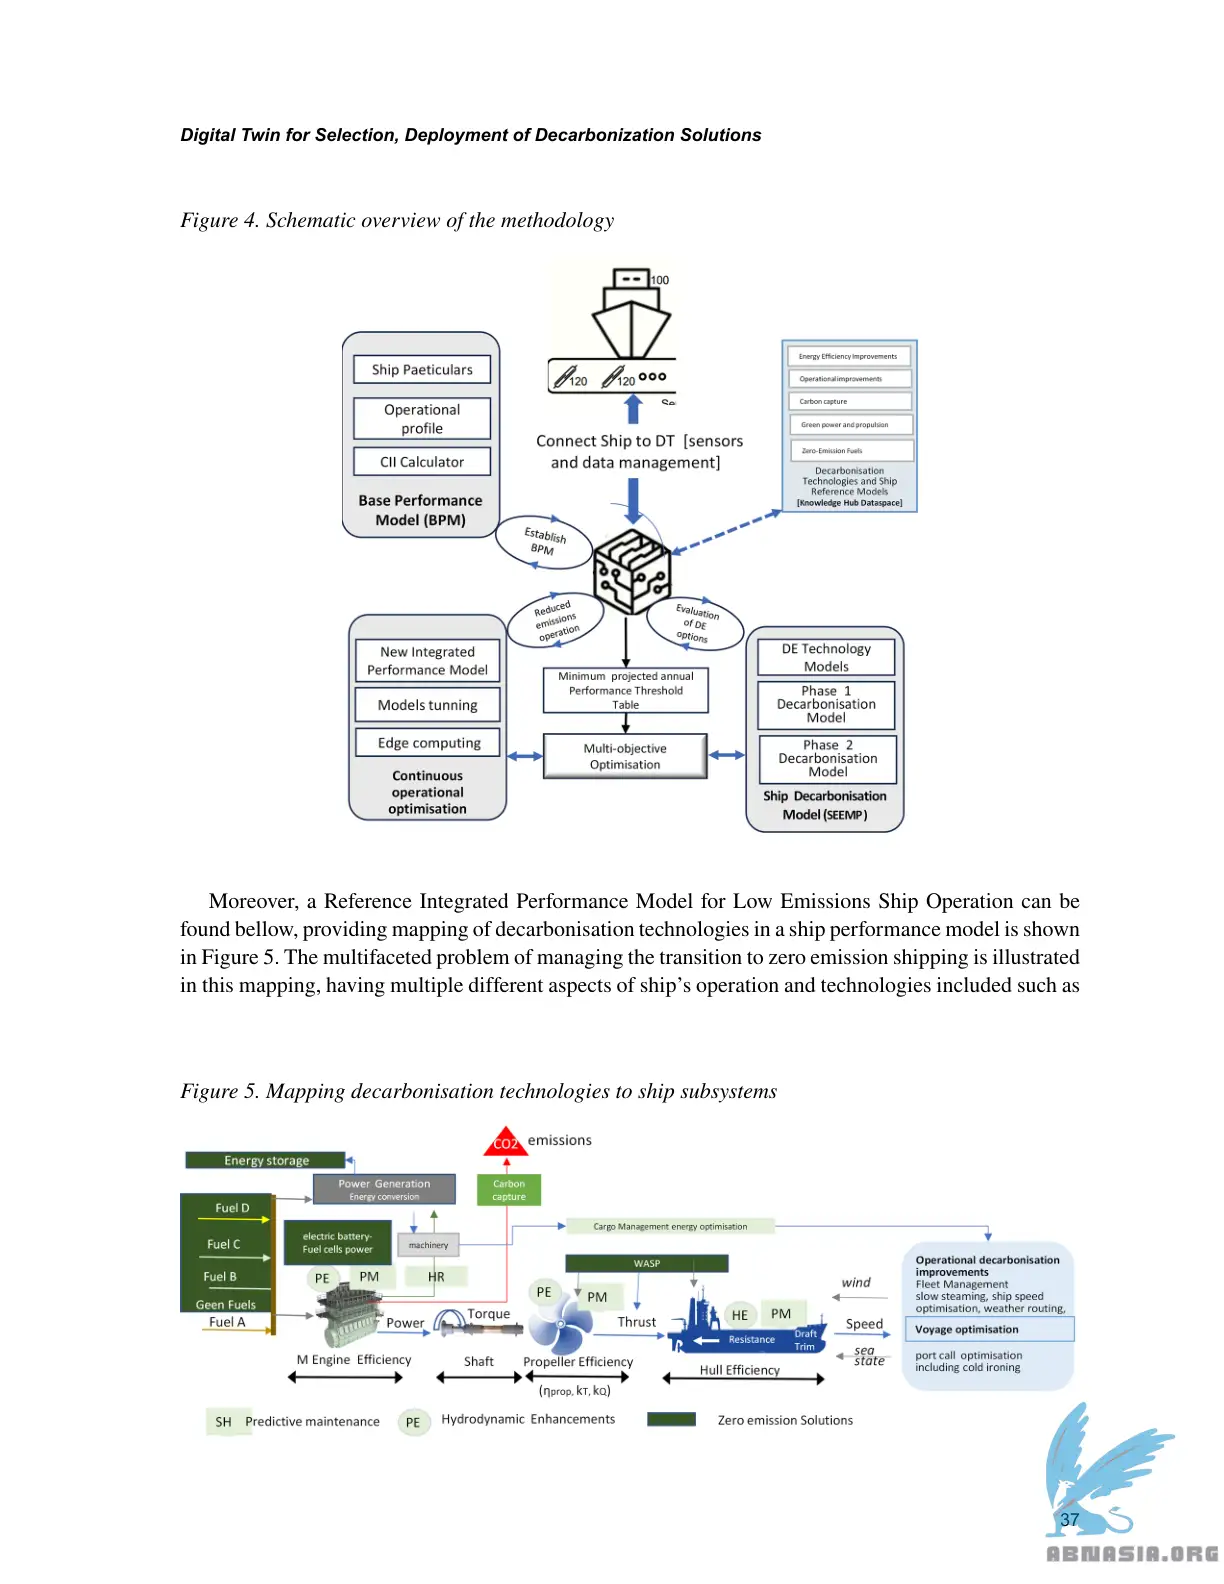 Digital Twin for Selection, Deployment of Decarbonization Solutions
Figure 4. Schematic overview of the methodology
100
120
120
Ship Paeticulars
Operational
profile
CII Calculator
Base Performance
Model (BPM)
Connect Ship to DT [sensors
and data management]
Energy Efficiency Improvements
Operational improvements
Carbon capture
Green power and propulsion
Zero-Emission Fuels
Decarbonisation
Technologies and Ship
Reference Models
[Knowledge Hub Dataspace]
Establish
BPM
Reduced
emissions
operation
Evaluation
of DE
options
New Integrated
Performance Model
Models tunning
Edge computing
Continuous
operational
optimisation
Minimum projected annual
Performance Threshold
Table
Multi-objective
Optimisation
DE Technology
Models
Phase 1
Decarbonisation
Model
Phase 2
Decarbonisation
Model
Ship Decarbonisation
Model (SEEMP)
Moreover, a Reference Integrated Performance Model for Low Emissions Ship Operation can be
found bellow, providing mapping of decarbonisation technologies in a ship performance model is shown
in Figure 5. The multifaceted problem of managing the transition to zero emission shipping is illustrated
in this mapping, having multiple different aspects of ship's operation and technologies included such as
Figure 5. Mapping decarbonisation technologies to ship subsystems
CO2 emissions
Energy storage
Power Generation
Energy conversion
Carbon
capture
Fuel D
Fuel C
Fuel B
Geen Fuels
Fuel A
electric battery-
Fuel cells power
machinery
Cargo Management energy optimisation
PE
PM
HR
WASP
PE
PM
HE
PM
Power
Torque
Thrust
Resistance
Draft
Trim
Speed
wind
sea
state
Operational decarbonisation
improvements
Fleet Management
slow steaming, ship speed
optimisation, weather routing,
Voyage optimisation
port call optimisation
including cold ironing
M Engine Efficiency
Shaft
Propeller Efficiency
(ηprop, kT, kQ)
Hull Efficiency
SH Predictive maintenance
PE Hydrodynamic Enhancements
Zero emission Solutions
37
ABNASIA.ORG